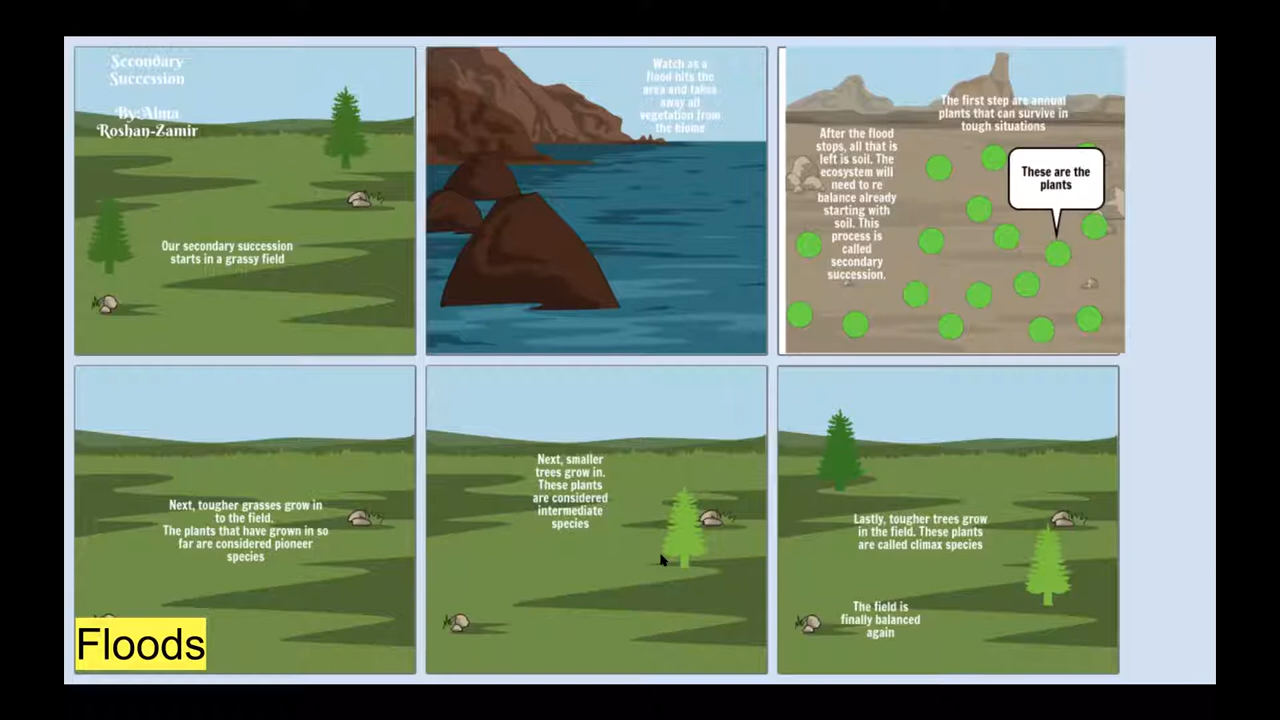 Secondary
Succession
By:Alma
Roshan-Zamir
Our secondary succession
starts in a grassy field
Watch as a
flood hits the
area and takes
away all
vegetation from
the biome
After the flood
stops, all that is
left is soil. The
ecosystem will
need to re
balance already
starting with
soil. This
process is
called
secondary
succession.
The first step are annual
plants that can survive in
tough situations
These are the
plants
Next, tougher grasses grow in
to the field.
The plants that have grown in so
far are considered pioneer
species
Floods
Next, smaller
trees grow in.
These plants
are considered
intermediate
species
Lastly, tougher trees grow
in the field. These plants
are called climax species
The field is
finally balanced
again